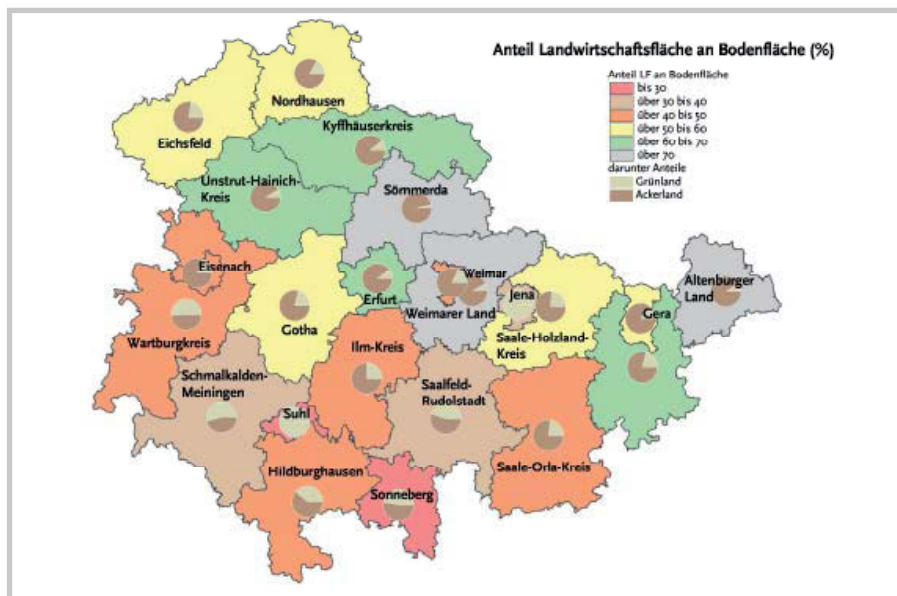 Anteil Landwirtschaftsfläche an Bodenfläche (%)
Anteil LF an Bodenfläche
bis 30
über 30 bis 40
über 40 bis 50
über 50 bis 60
über 60 bis 70
über 70
darunter Anteile
Grünland
Ackerland
Nordhausen
Eichsfeld
Kyffhäuserkreis
Unstrut-Hainich-
Kreis
Sömmerda
Eisenach
Weimar
Erfurt
Jena
Altenburger
Land
Gera
Gotha
Weimarer Land
Saale-Holzland-
Kreis
Wartburgkreis
Ilm-Kreis
Schmalkalden-
Meiningen
Saalfeld-
Rudolstadt
Suhl
Hildburghausen
Saale-Orla-Kreis
Sonneberg